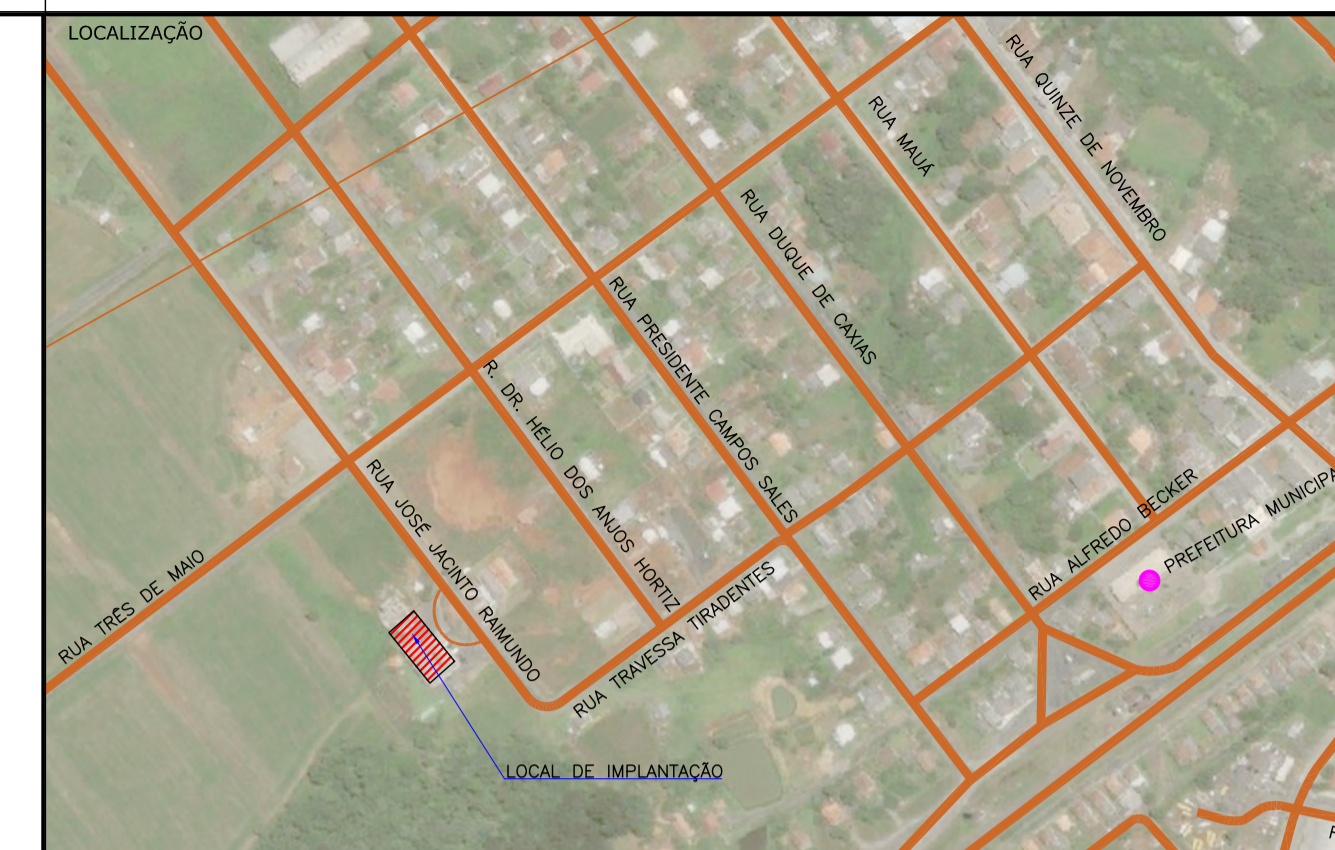 LOCALIZAÇÃO
RUA QUINZE DE NOVEMBRO
RUA MAUÁ
RUA DUQUE DE CAXIAS
RUA PRESIDENTE CAMPOS SALES
R. DR. HÉLIO DOS ANJOS HORTIZ
RUA JOSÉ JACINTO RAIMUNDO
RUA TRÊS DE MAIO
RUA ALFREDO BECKER
PREFEITURA MUNICIPA
RUA TRAVESSA TIRADENTES
LOCAL DE IMPLANTAÇÃO